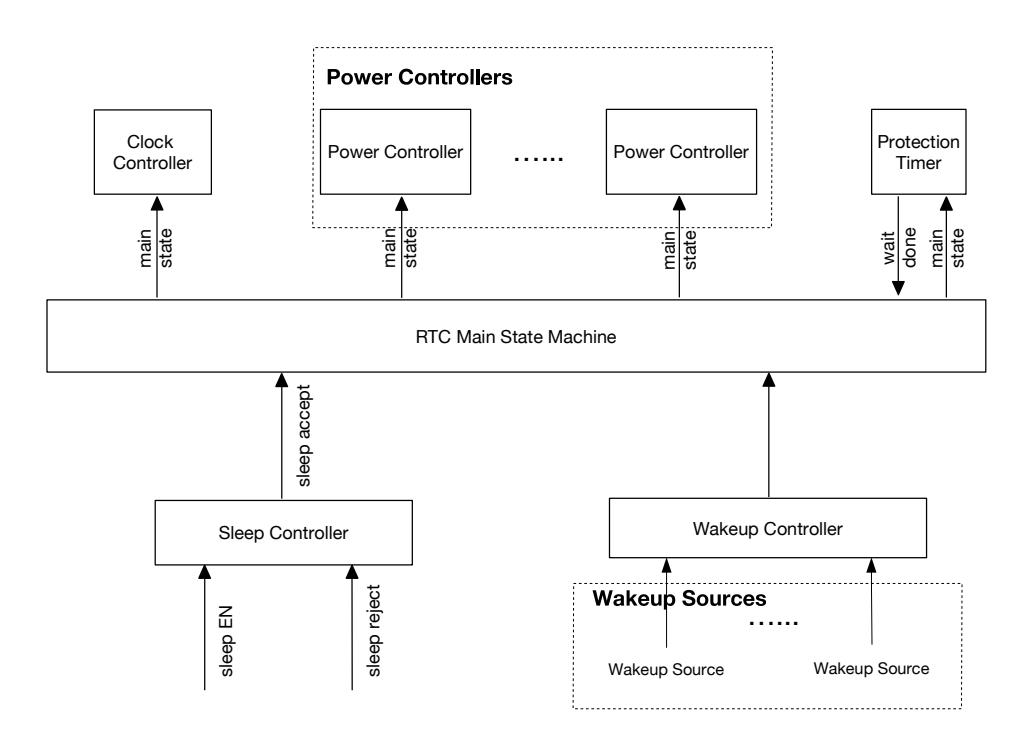 Power Controllers
Clock
Controller
Power Controller
......
Power Controller
Protection
Timer
main
state
main
state
main
state
wait
done
main
state
RTC Main State Machine
sleep accept
Sleep Controller
Wakeup Controller
sleep EN
sleep reject
Wakeup Sources
......
Wakeup Source
Wakeup Source